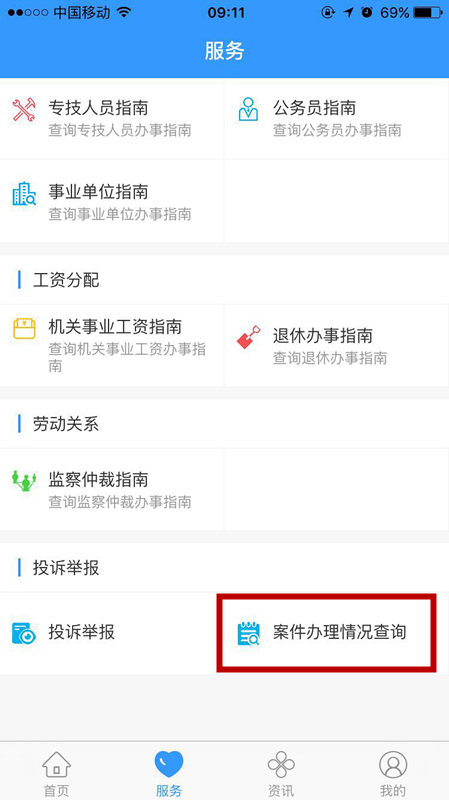 中国移动 09:11 69%
服务
专技人员指南 公务员指南
查询专技人员办事指南 查询公务员办事指南
事业单位指南
查询事业单位办事指南
工资分配
机关事业工资指南 退休办事指南
查询机关事业工资办事指 查询退休办事指南
南
劳动关系
监察仲裁指南
查询监察仲裁办事指南
投诉举报
投诉举报 案件办理情况查询
首页 服务 资讯 我的